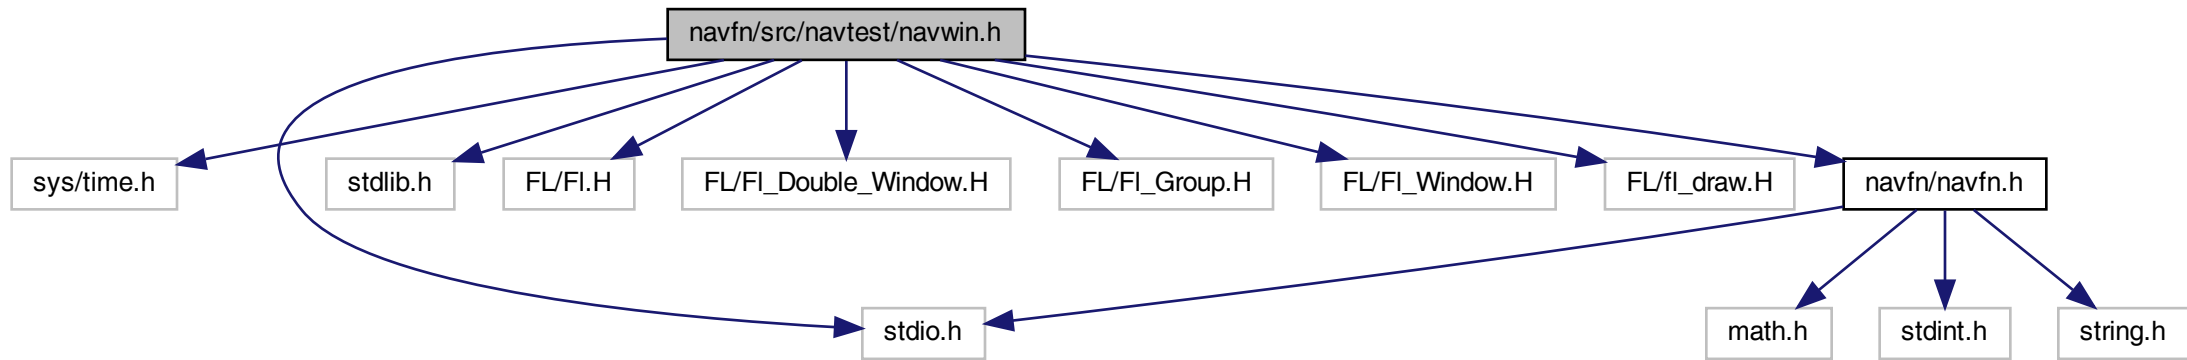 navfn/src/navtest/navwin.h
sys/time.h
stdlib.h
FL/Fl.H
FL/Fl_Double_Window.H
FL/Fl_Group.H
FL/Fl_Window.H
FL/fl_draw.H
navfn/navfn.h
stdio.h
math.h
stdint.h
string.h